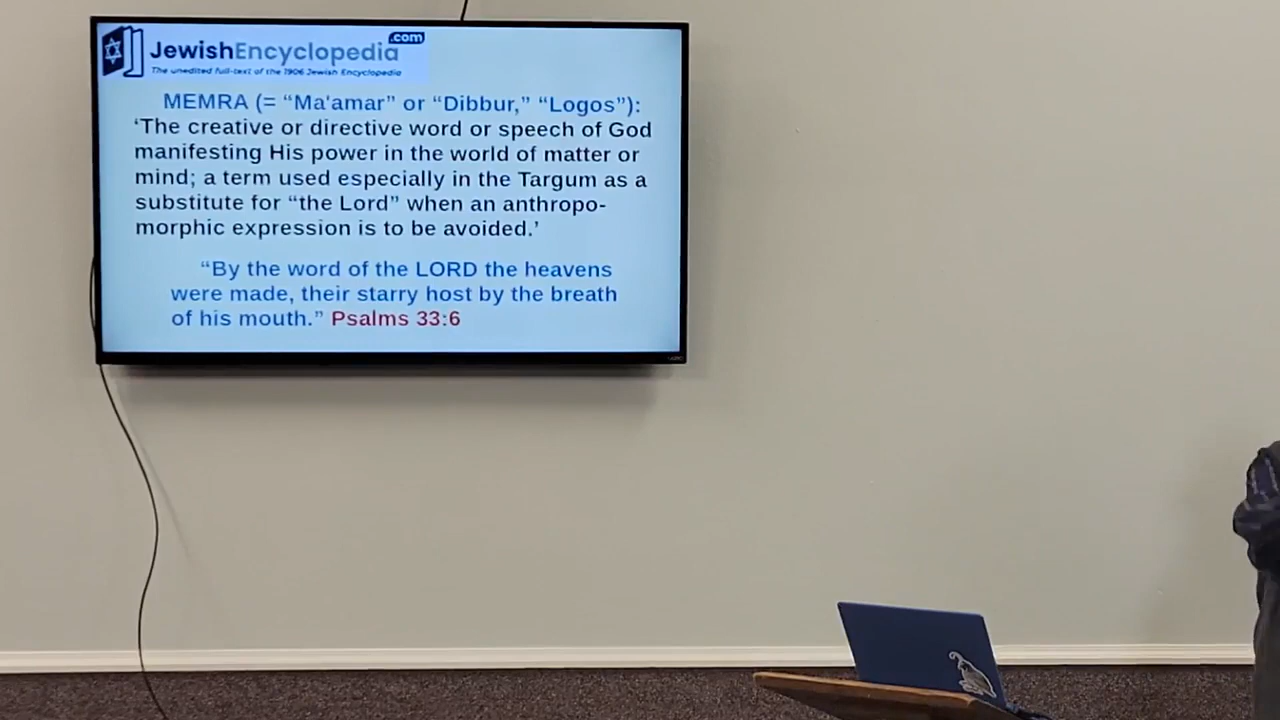 JewishEncyclopedia.com
The unedited full-text of the 1906 Jewish Encyclopedia
MEMRA (= “Ma'amar” or “Dibbur,” “Logos”):
‘The creative or directive word or speech of God
manifesting His power in the world of matter or
mind; a term used especially in the Targum as a
substitute for “the Lord” when an anthropo-
morphic expression is to be avoided.’
“By the word of the LORD the heavens
were made, their starry host by the breath
of his mouth.” Psalms 33:6